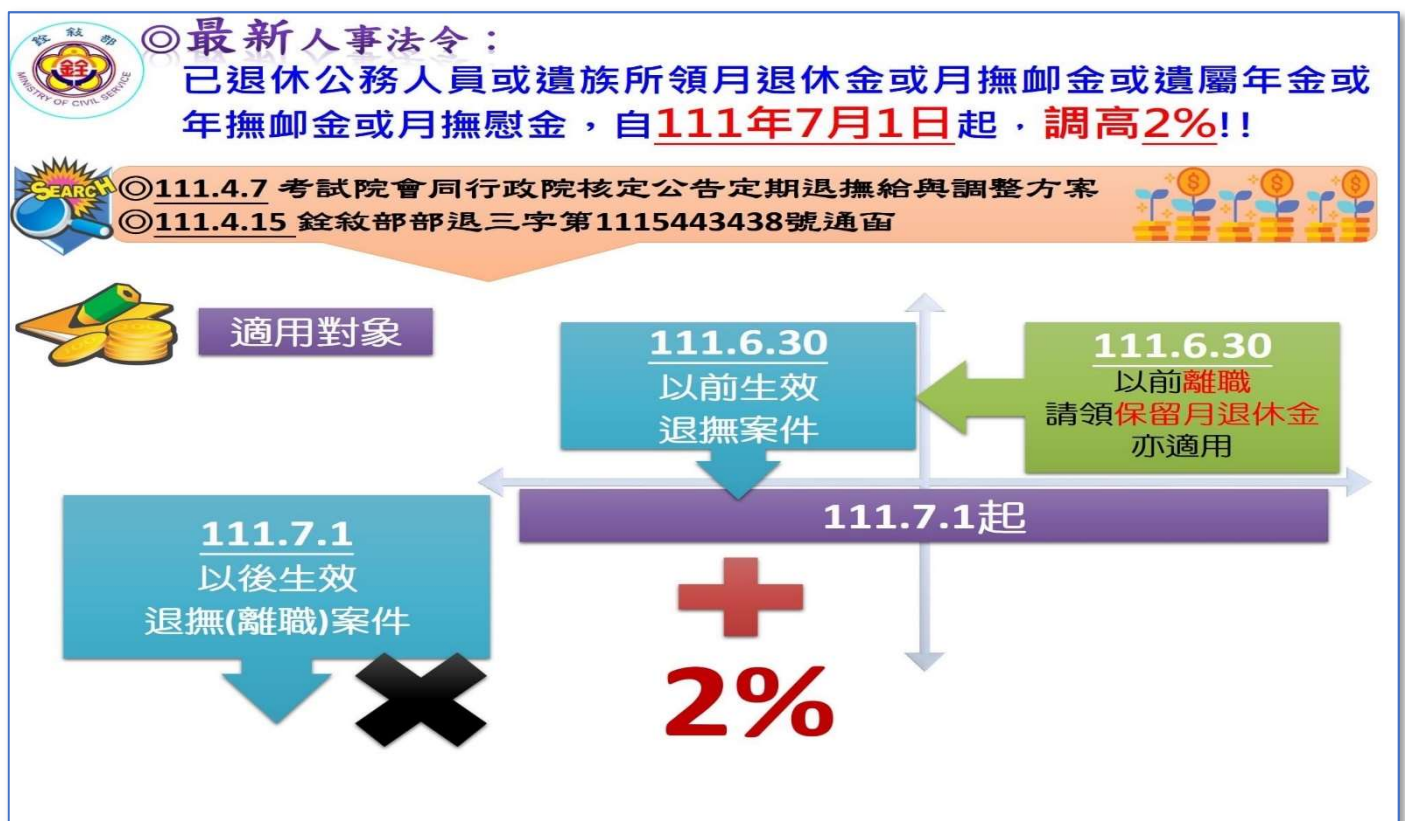 銓敘部
MINISTRY OF CIVIL SERVICE
銓
◎最新人事法令：
已退休公務人員或遺族所領月退休金或月撫卹金或遺屬年金或
年撫卹金或月撫慰金，自111年7月1日起，調高2%!!
SEARCH
◎111.4.7 考試院會同行政院核定公告定期退撫給與調整方案
◎111.4.15 銓敘部部退三字第1115443438號通函
適用對象
111.6.30
以前生效
退撫案件
111.6.30
以前離職
請領保留月退休金
亦適用
111.7.1起
111.7.1
以後生效
退撫(離職)案件
2%